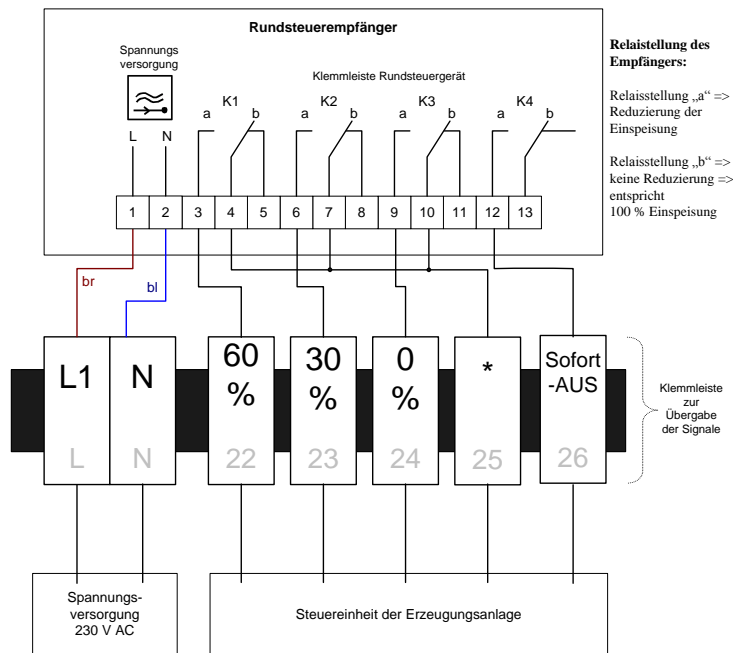 Rundsteuerempfänger
Spannungs
versorgung
Klemmleiste Rundsteuergerät
K1
K2
K3
K4
a
b
a
b
a
b
a
b
L
N
1
2
3
4
5
6
7
8
9
10
11
12
13
Relaistellung des
Empfängers:
Relaisstellung „a“ =>
Reduzierung der
Einspeisung
Relaisstellung „b“ =>
keine Reduzierung =>
entspricht
100 % Einspeisung
br
bl
L1
N
60
%
30
%
0
%
*
Sofort
-AUS
L
N
22
23
24
25
26
Klemmleiste
zur
Übergabe
der Signale
Spannungs-
versorgung
230 V AC
Steuereinheit der Erzeugungsanlage